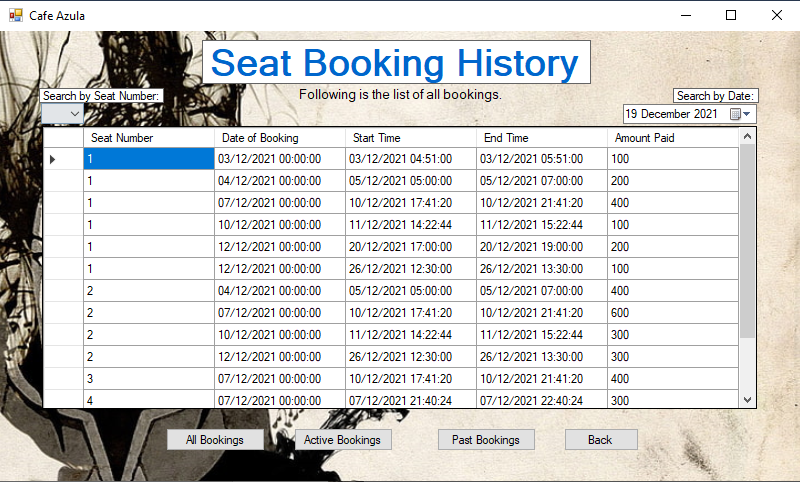 Cafe Azula
Seat Booking History
Search by Seat Number:
Following is the list of all bookings.
Search by Date:
19 December 2021
Seat Number Date of Booking Start Time End Time Amount Paid
1 03/12/2021 00:00:00 03/12/2021 04:51:00 03/12/2021 05:51:00 100
1 04/12/2021 00:00:00 05/12/2021 05:00:00 05/12/2021 07:00:00 200
1 07/12/2021 00:00:00 10/12/2021 17:41:20 10/12/2021 21:41:20 400
1 10/12/2021 00:00:00 11/12/2021 14:22:44 11/12/2021 15:22:44 100
1 12/12/2021 00:00:00 20/12/2021 17:00:00 20/12/2021 19:00:00 200
1 12/12/2021 00:00:00 26/12/2021 12:30:00 26/12/2021 13:30:00 100
2 04/12/2021 00:00:00 05/12/2021 05:00:00 05/12/2021 07:00:00 400
2 07/12/2021 00:00:00 10/12/2021 17:41:20 10/12/2021 21:41:20 600
2 10/12/2021 00:00:00 11/12/2021 14:22:44 11/12/2021 15:22:44 300
2 12/12/2021 00:00:00 26/12/2021 12:30:00 26/12/2021 13:30:00 300
3 07/12/2021 00:00:00 10/12/2021 17:41:20 10/12/2021 21:41:20 400
4 07/12/2021 00:00:00 07/12/2021 21:40:24 07/12/2021 22:40:24 300
All Bookings Active Bookings Past Bookings Back